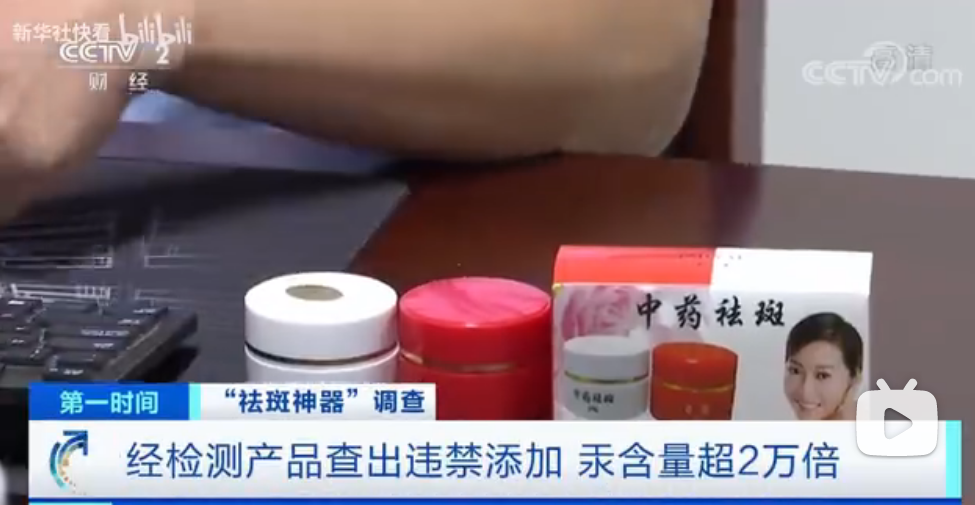 新华社快看 bilibili
CCTV 2
财经
CCTV.com
高清
中药祛斑
第一时间
“祛斑神器”调查
经检测产品查出违禁添加 汞含量超2万倍